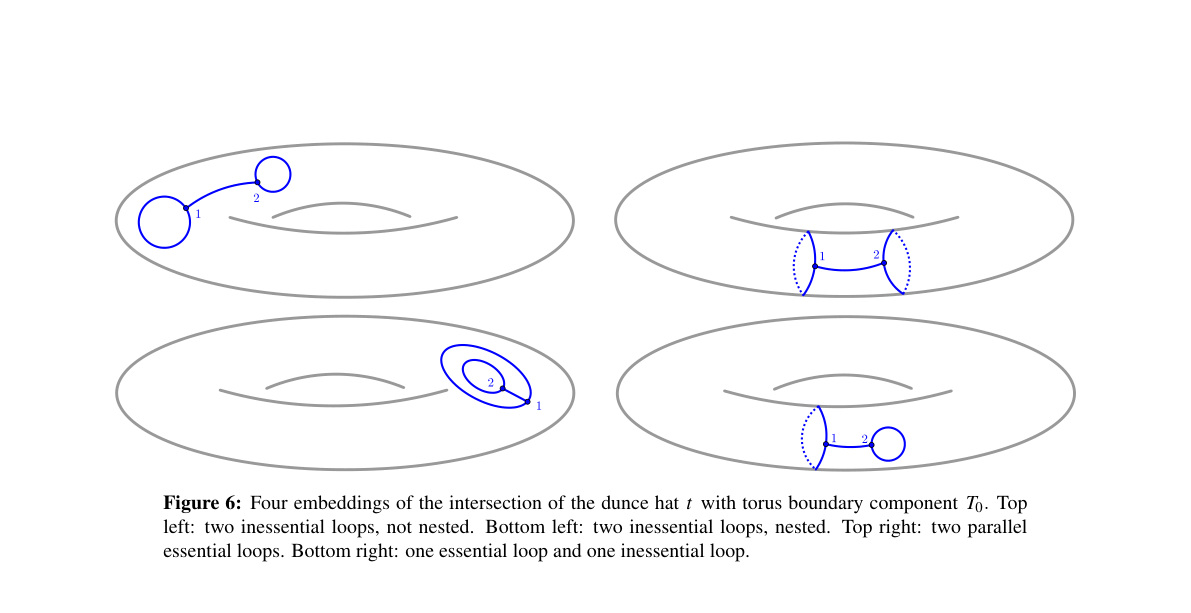 1
2
1
2
2
1
1
2
Figure 6: Four embeddings of the intersection of the dunce hat t with torus boundary component T₀. Top
left: two inessential loops, not nested. Bottom left: two inessential loops, nested. Top right: two parallel
essential loops. Bottom right: one essential loop and one inessential loop.